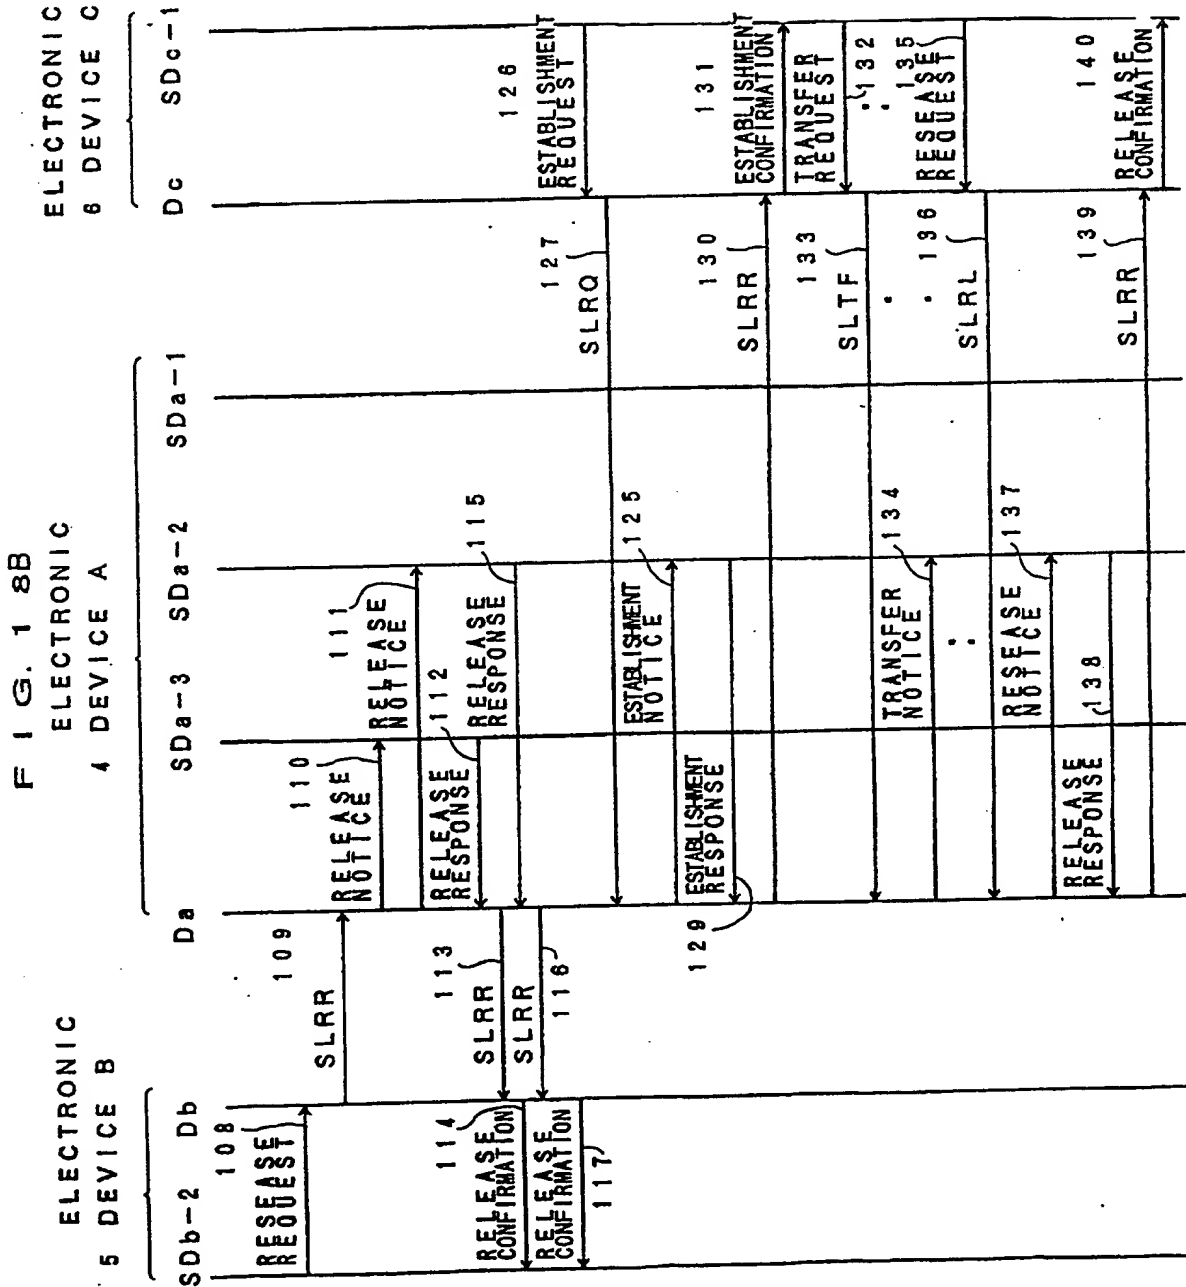 FIG. 18B
ELECTRONIC
5 DEVICE B
ELECTRONIC
4 DEVICE A
ELECTRONIC
6 DEVICE C
SDb-2
Db
Da
SDa-3
SDa-2
SDa-1
Dc
SDc-1
RESEASE
REQUEST
108
SLRR
109
RELEASE
NOTICE
110
RELEASE
NOTICE
111
RELEASE
RESPONSE
112
SLRR
113
RELEASE
CONFIRMATION
114
RELEASE
RESPONSE
115
SLRR
116
RELEASE
CONFIRMATION
117
ESTABLISHMENT
REQUEST
126
SLRQ
127
ESTABLISHMENT
NOTICE
125
ESTABLISHMENT
RESPONSE
129
SLRR
130
ESTABLISHMENT
CONFIRMATION
131
TRANSFER
REQUEST
132
SLTF
133
TRANSFER
NOTICE
134
RESEASE
REQUEST
135
SLRL
136
RESEASE
NOTICE
137
RELEASE
RESPONSE
138
SLRR
139
RELEASE
CONFIRMATION
140